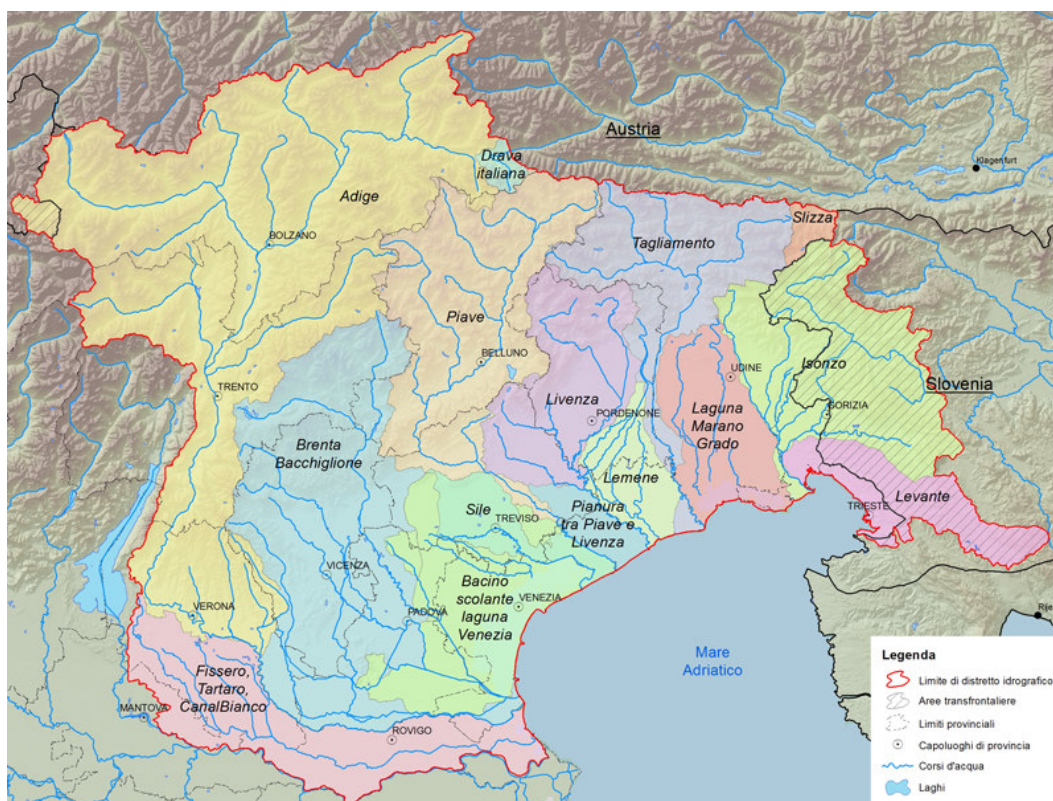 Austria
Klagenfurt
Drava
italiana
Adige
Slizza
BOLZANO
Tagliamento
Piave
BELLUNO
Isonzo
UDINE
Slovenia
TRENTO
Livenza
PORDENONE
Laguna
Marano
Grado
GORIZIA
Brenta
Bacchiglione
Lemene
Levante
TRIESTE
Sile
TREVISO
Pianura
tra Piave e
Livenza
VICENZA
Bacino
scolante
laguna
Venezia
VENEZIA
PADOVA
VERONA
Rije
Mare
Adriatico
Fissero,
Tartaro,
CanalBianco
MANTOVA
ROVIGO
Legenda
Limite di distretto idrografico
Aree transfrontaliere
Limiti provinciali
Capoluoghi di provincia
Corsi d'acqua
Laghi